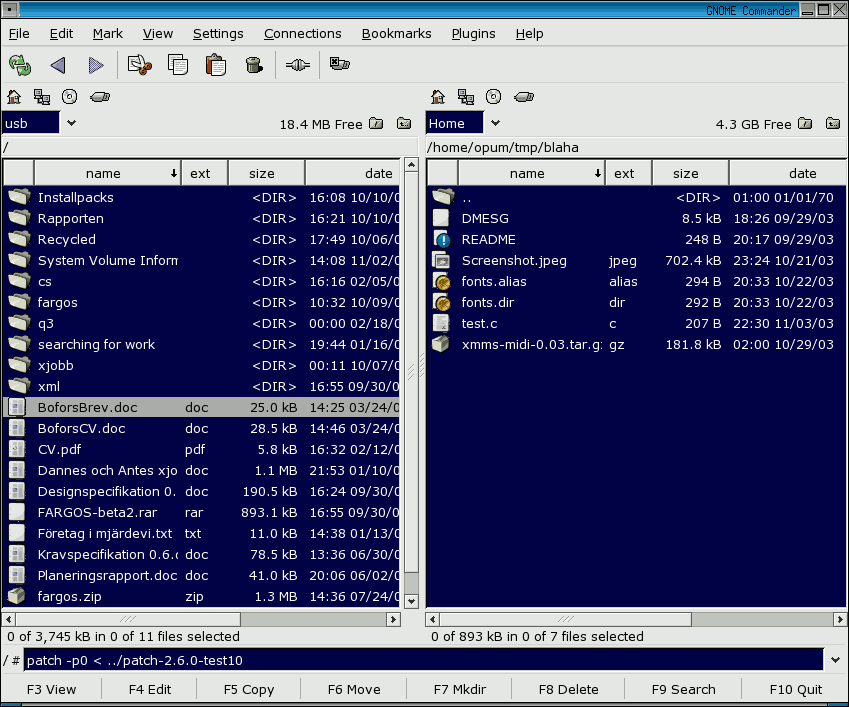 GNOME Commander
File Edit Mark View Settings Connections Bookmarks Plugins Help
usb 18.4 MB Free
/
name ext size date
Installpacks <DIR> 16:08 10/10/0
Rapporten <DIR> 16:21 10/10/0
Recycled <DIR> 17:49 10/06/0
System Volume Inform <DIR> 14:08 11/02/0
cs <DIR> 16:16 02/05/0
fargos <DIR> 10:32 10/09/0
q3 <DIR> 00:00 02/18/0
searching for work <DIR> 19:44 01/16/0
xjobb <DIR> 00:11 10/07/0
xml <DIR> 16:55 09/30/0
BoforsBrev.doc doc 25.0 kB 14:25 03/24/0
BoforsCV.doc doc 28.5 kB 14:46 03/24/0
CV.pdf pdf 5.8 kB 16:32 02/12/0
Dannes och Antes xjo doc 1.1 MB 21:53 01/10/0
Designspecifikation 0. doc 190.5 kB 16:24 09/30/0
FARGOS-beta2.rar rar 893.1 kB 16:55 09/30/0
Företag i mjärdevi.txt txt 11.0 kB 14:38 01/13/0
Kravspecifikation 0.6.d doc 78.5 kB 13:36 06/30/0
Planeringsrapport.doc doc 41.0 kB 20:06 06/02/0
fargos.zip zip 1.3 MB 14:36 07/24/0
0 of 3,745 kB in 0 of 11 files selected
Home 4.3 GB Free
/home/opum/tmp/blaha
name ext size date
.. <DIR> 01:00 01/01/70
DMESG 8.5 kB 18:26 09/29/03
README 248 B 20:17 09/29/03
Screenshot.jpeg jpeg 702.4 kB 23:24 10/21/03
fonts.alias alias 294 B 20:33 10/22/03
fonts.dir dir 292 B 20:33 10/22/03
test.c c 207 B 22:30 11/03/03
xmms-midi-0.03.tar.g: gz 181.8 kB 02:00 10/29/03
0 of 893 kB in 0 of 7 files selected
/ # patch -p0 < ../patch-2.6.0-test10
F3 View F4 Edit F5 Copy F6 Move F7 Mkdir F8 Delete F9 Search F10 Quit